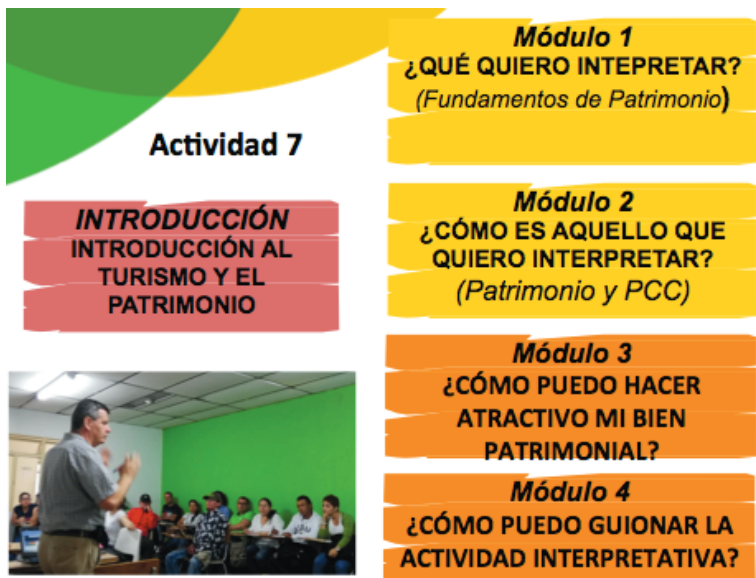 Actividad 7
INTRODUCCIÓN
INTRODUCCIÓN AL
TURISMO Y EL
PATRIMONIO
Módulo 1
¿QUÉ QUIERO INTEPRETAR?
(Fundamentos de Patrimonio)
Módulo 2
¿CÓMO ES AQUELLO QUE
QUIERO INTERPRETAR?
(Patrimonio y PCC)
Módulo 3
¿CÓMO PUEDO HACER
ATRACTIVO MI BIEN
PATRIMONIAL?
Módulo 4
¿CÓMO PUEDO GUIONAR LA
ACTIVIDAD INTERPRETATIVA?